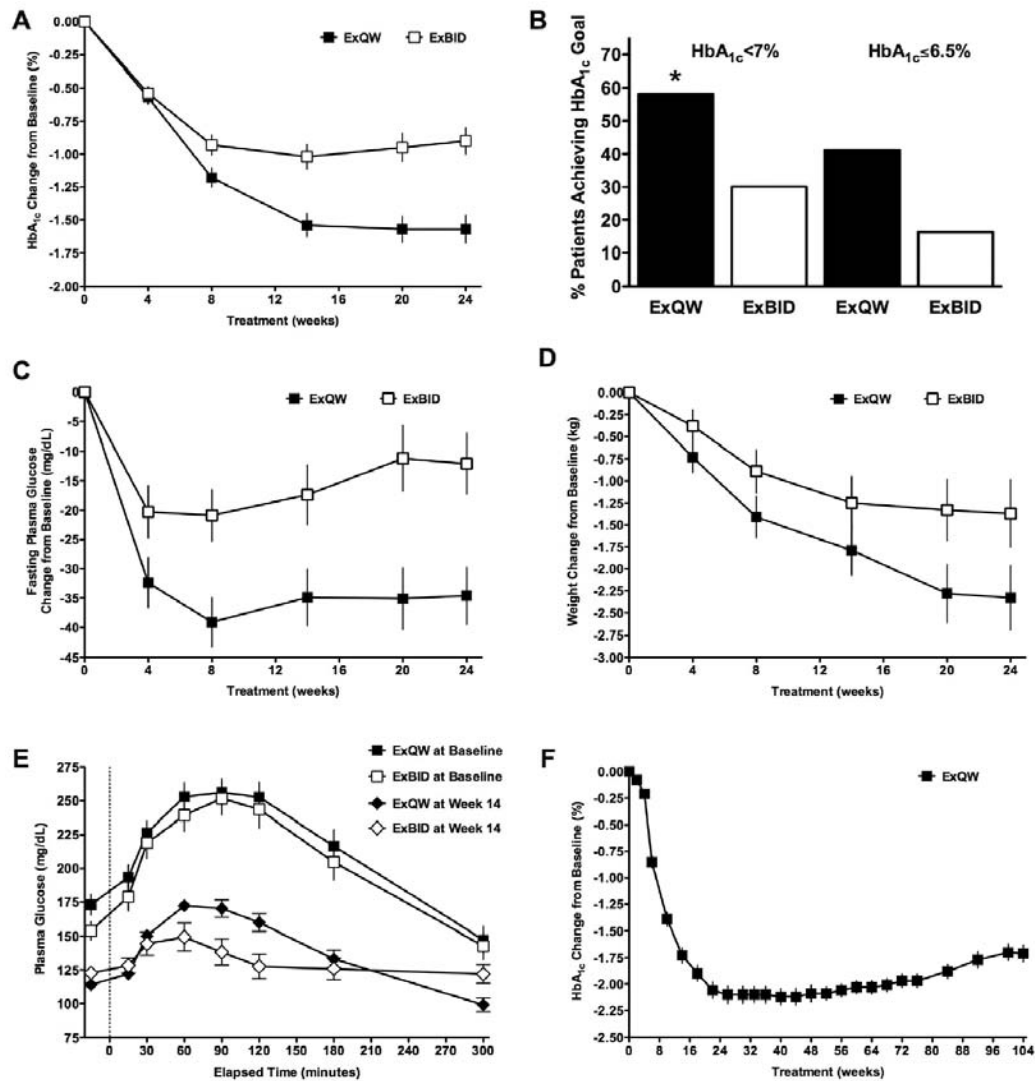 A
0.00
-0.25
-0.50
-0.75
-1.00
-1.25
-1.50
-1.75
-2.00
HbA1c Change from Baseline (%)
ExQW ExBID
0 4 8 12 16 20 24
Treatment (weeks)
B
% Patients Achieving HbA1c Goal
70
60
50
40
30
20
10
0
HbA1c<7% HbA1c≤6.5%
*
ExQW ExBID ExQW ExBID
C
Fasting Plasma Glucose
Change from Baseline (mg/dL)
0
-5
-10
-15
-20
-25
-30
-35
-40
-45
ExQW ExBID
0 4 8 12 16 20 24
Treatment (weeks)
D
Weight Change from Baseline (kg)
0.00
-0.25
-0.50
-0.75
-1.00
-1.25
-1.50
-1.75
-2.00
-2.25
-2.50
-2.75
-3.00
ExQW ExBID
0 4 8 12 16 20 24
Treatment (weeks)
E
ExQW at Baseline
ExBID at Baseline
ExQW at Week 14
ExBID at Week 14
Plasma Glucose (mg/dL)
275
250
225
200
175
150
125
100
75
0 30 60 90 120 150 180 210 240 270 300
Elapsed Time (minutes)
F
HbA1c Change from Baseline (%)
0.00
-0.25
-0.50
-0.75
-1.00
-1.25
-1.50
-1.75
-2.00
-2.25
-2.50
ExQW
0 8 16 24 32 40 48 56 64 72 80 88 96 104
Treatment (weeks)